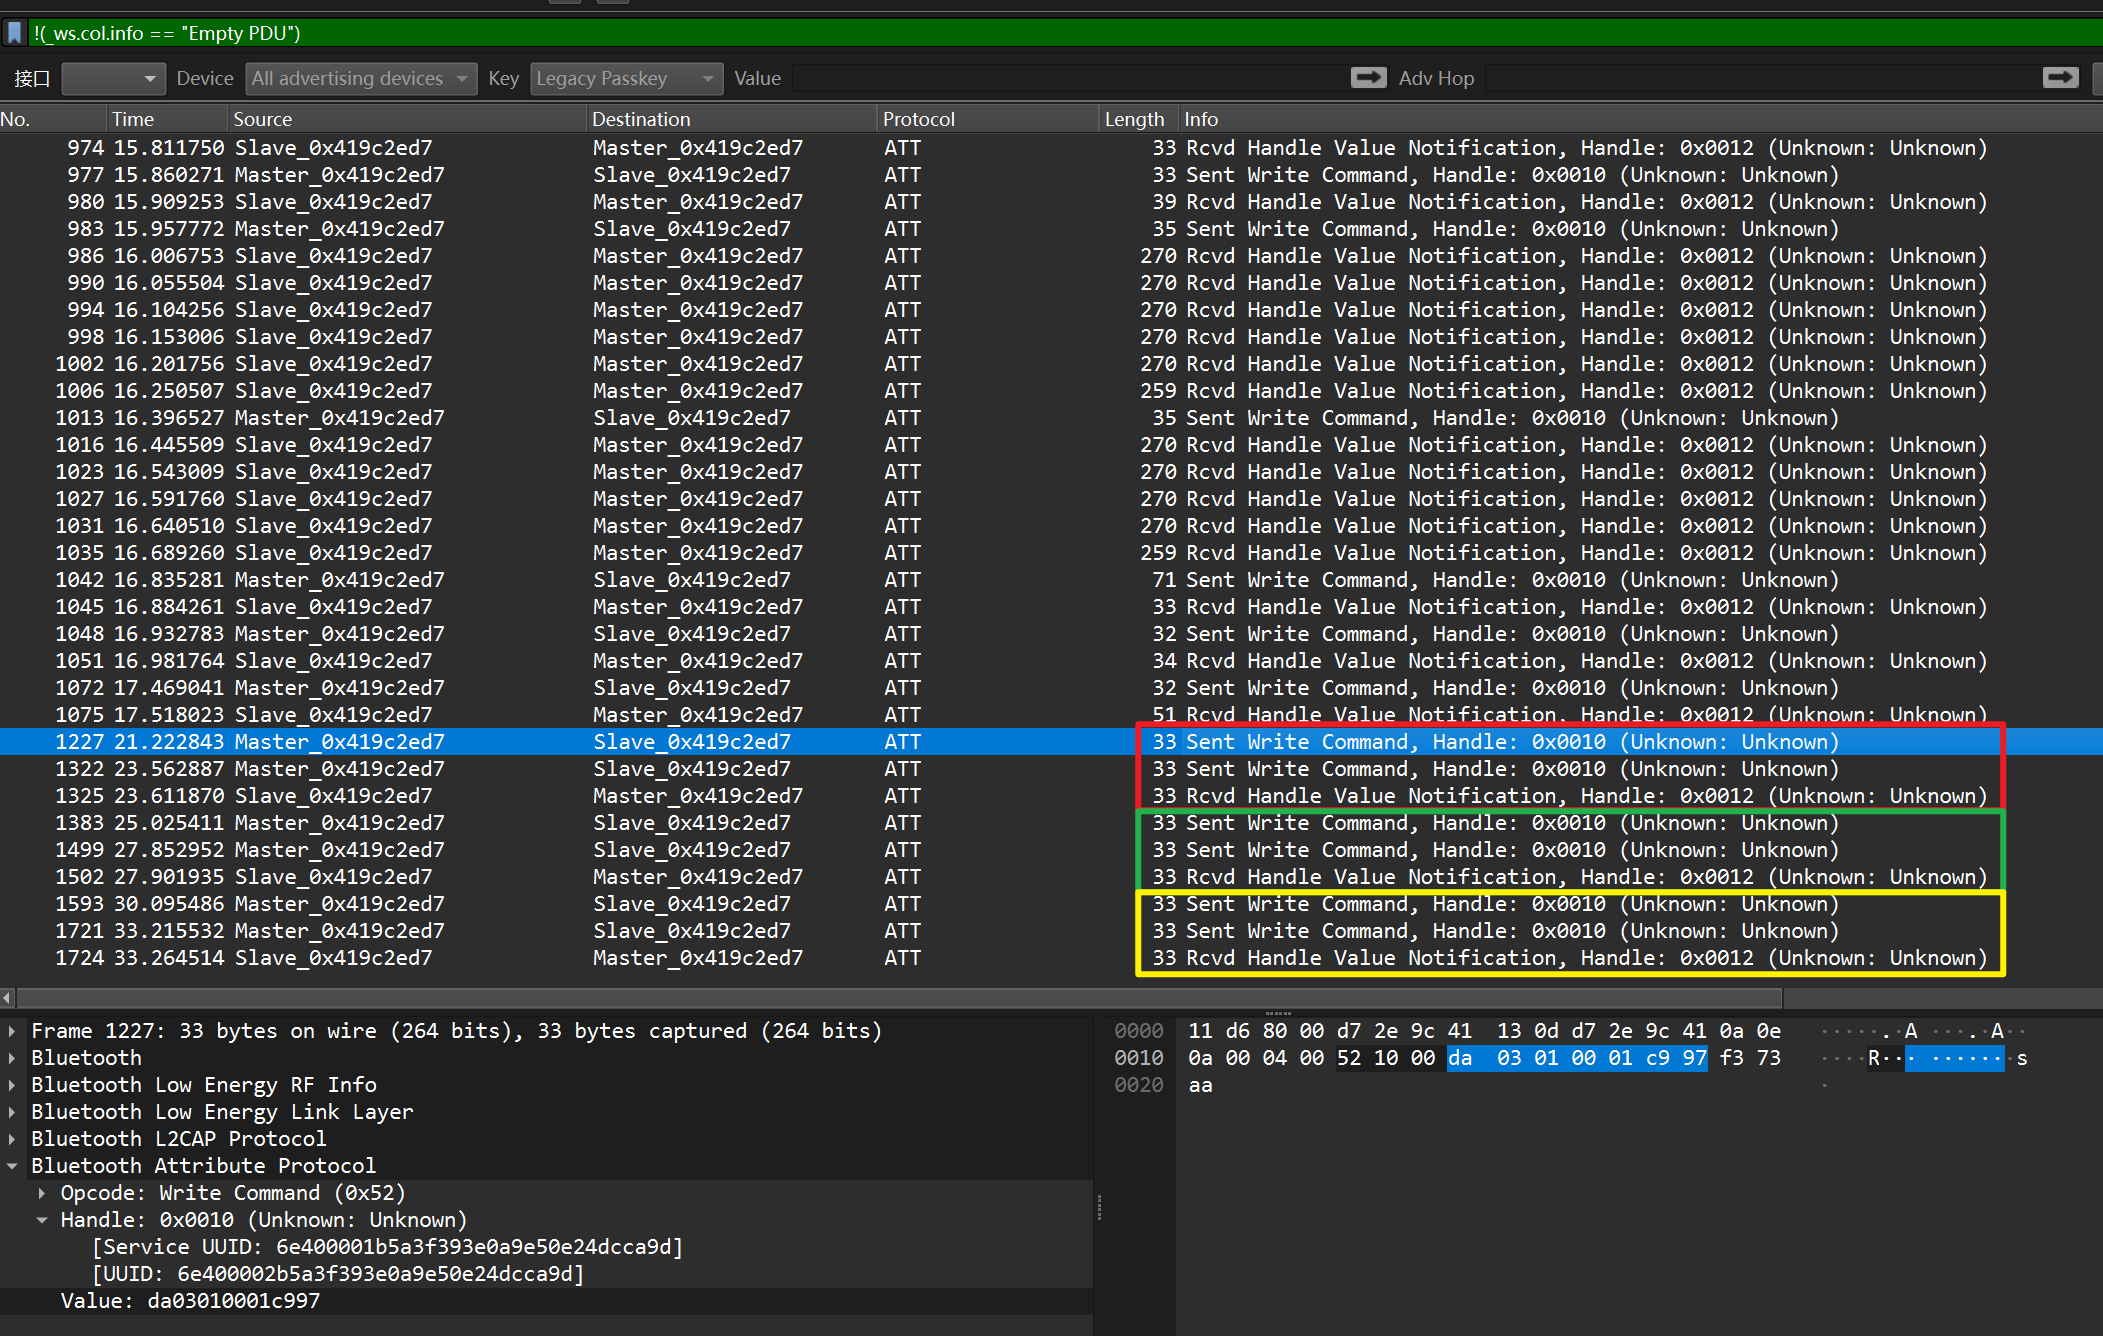 !(_ws.col.info == "Empty PDU")
接口 Device All advertising devices Key Legacy Passkey Value Adv Hop
No. Time Source Destination Protocol Length Info
974 15.811750 Slave_0x419c2ed7 Master_0x419c2ed7 ATT 33 Rcvd Handle Value Notification, Handle: 0x0012 (Unknown: Unknown)
977 15.860271 Master_0x419c2ed7 Slave_0x419c2ed7 ATT 33 Sent Write Command, Handle: 0x0010 (Unknown: Unknown)
980 15.909253 Slave_0x419c2ed7 Master_0x419c2ed7 ATT 39 Rcvd Handle Value Notification, Handle: 0x0012 (Unknown: Unknown)
983 15.957772 Master_0x419c2ed7 Slave_0x419c2ed7 ATT 35 Sent Write Command, Handle: 0x0010 (Unknown: Unknown)
986 16.006753 Slave_0x419c2ed7 Master_0x419c2ed7 ATT 270 Rcvd Handle Value Notification, Handle: 0x0012 (Unknown: Unknown)
990 16.055504 Slave_0x419c2ed7 Master_0x419c2ed7 ATT 270 Rcvd Handle Value Notification, Handle: 0x0012 (Unknown: Unknown)
994 16.104256 Slave_0x419c2ed7 Master_0x419c2ed7 ATT 270 Rcvd Handle Value Notification, Handle: 0x0012 (Unknown: Unknown)
998 16.153006 Slave_0x419c2ed7 Master_0x419c2ed7 ATT 270 Rcvd Handle Value Notification, Handle: 0x0012 (Unknown: Unknown)
1002 16.201756 Slave_0x419c2ed7 Master_0x419c2ed7 ATT 270 Rcvd Handle Value Notification, Handle: 0x0012 (Unknown: Unknown)
1006 16.250507 Slave_0x419c2ed7 Master_0x419c2ed7 ATT 259 Rcvd Handle Value Notification, Handle: 0x0012 (Unknown: Unknown)
1013 16.396527 Master_0x419c2ed7 Slave_0x419c2ed7 ATT 35 Sent Write Command, Handle: 0x0010 (Unknown: Unknown)
1016 16.445509 Slave_0x419c2ed7 Master_0x419c2ed7 ATT 270 Rcvd Handle Value Notification, Handle: 0x0012 (Unknown: Unknown)
1023 16.543009 Slave_0x419c2ed7 Master_0x419c2ed7 ATT 270 Rcvd Handle Value Notification, Handle: 0x0012 (Unknown: Unknown)
1027 16.591760 Slave_0x419c2ed7 Master_0x419c2ed7 ATT 270 Rcvd Handle Value Notification, Handle: 0x0012 (Unknown: Unknown)
1031 16.640510 Slave_0x419c2ed7 Master_0x419c2ed7 ATT 270 Rcvd Handle Value Notification, Handle: 0x0012 (Unknown: Unknown)
1035 16.689260 Slave_0x419c2ed7 Master_0x419c2ed7 ATT 259 Rcvd Handle Value Notification, Handle: 0x0012 (Unknown: Unknown)
1042 16.835281 Master_0x419c2ed7 Slave_0x419c2ed7 ATT 71 Sent Write Command, Handle: 0x0010 (Unknown: Unknown)
1045 16.884261 Slave_0x419c2ed7 Master_0x419c2ed7 ATT 33 Rcvd Handle Value Notification, Handle: 0x0012 (Unknown: Unknown)
1048 16.932783 Master_0x419c2ed7 Slave_0x419c2ed7 ATT 32 Sent Write Command, Handle: 0x0010 (Unknown: Unknown)
1051 16.981764 Slave_0x419c2ed7 Master_0x419c2ed7 ATT 34 Rcvd Handle Value Notification, Handle: 0x0012 (Unknown: Unknown)
1072 17.469041 Master_0x419c2ed7 Slave_0x419c2ed7 ATT 32 Sent Write Command, Handle: 0x0010 (Unknown: Unknown)
1075 17.518023 Slave_0x419c2ed7 Master_0x419c2ed7 ATT 51 Rcvd Handle Value Notification, Handle: 0x0012 (Unknown: Unknown)
1227 21.222843 Master_0x419c2ed7 Slave_0x419c2ed7 ATT 33 Sent Write Command, Handle: 0x0010 (Unknown: Unknown)
1322 23.562887 Master_0x419c2ed7 Slave_0x419c2ed7 ATT 33 Sent Write Command, Handle: 0x0010 (Unknown: Unknown)
1325 23.611870 Slave_0x419c2ed7 Master_0x419c2ed7 ATT 33 Rcvd Handle Value Notification, Handle: 0x0012 (Unknown: Unknown)
1383 25.025411 Master_0x419c2ed7 Slave_0x419c2ed7 ATT 33 Sent Write Command, Handle: 0x0010 (Unknown: Unknown)
1499 27.852952 Master_0x419c2ed7 Slave_0x419c2ed7 ATT 33 Sent Write Command, Handle: 0x0010 (Unknown: Unknown)
1502 27.901935 Slave_0x419c2ed7 Master_0x419c2ed7 ATT 33 Rcvd Handle Value Notification, Handle: 0x0012 (Unknown: Unknown)
1593 30.095486 Master_0x419c2ed7 Slave_0x419c2ed7 ATT 33 Sent Write Command, Handle: 0x0010 (Unknown: Unknown)
1721 33.215532 Master_0x419c2ed7 Slave_0x419c2ed7 ATT 33 Sent Write Command, Handle: 0x0010 (Unknown: Unknown)
1724 33.264514 Slave_0x419c2ed7 Master_0x419c2ed7 ATT 33 Rcvd Handle Value Notification, Handle: 0x0012 (Unknown: Unknown)
Frame 1227: 33 bytes on wire (264 bits), 33 bytes captured (264 bits)
Bluetooth
Bluetooth Low Energy RF Info
Bluetooth Low Energy Link Layer
Bluetooth L2CAP Protocol
Bluetooth Attribute Protocol
Opcode: Write Command (0x52)
Handle: 0x0010 (Unknown: Unknown)
[Service UUID: 6e400001b5a3f393e0a9e50e24dcca9d]
[UUID: 6e400002b5a3f393e0a9e50e24dcca9d]
Value: da03010001c997
0000 11 d6 80 00 d7 2e 9c 41 13 0d d7 2e 9c 41 0a 0e ·····.·A ···.·A··
0010 0a 00 04 00 52 10 00 da 03 01 00 01 c9 97 f3 73 ····R··· ·······s
0020 aa ·